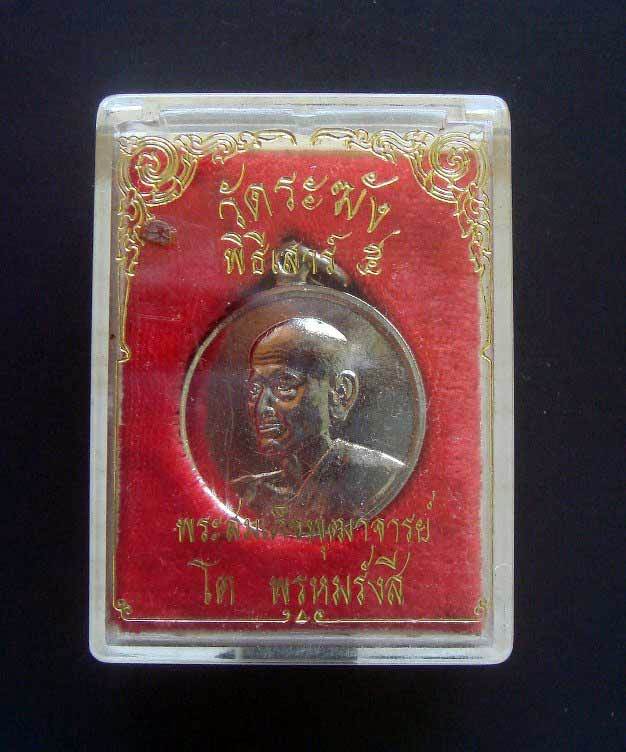 วัดระฆัง
พิธีเสาร์ ๕
พระสมเด็จพุฒาจารย์
โต พรหมรังสี